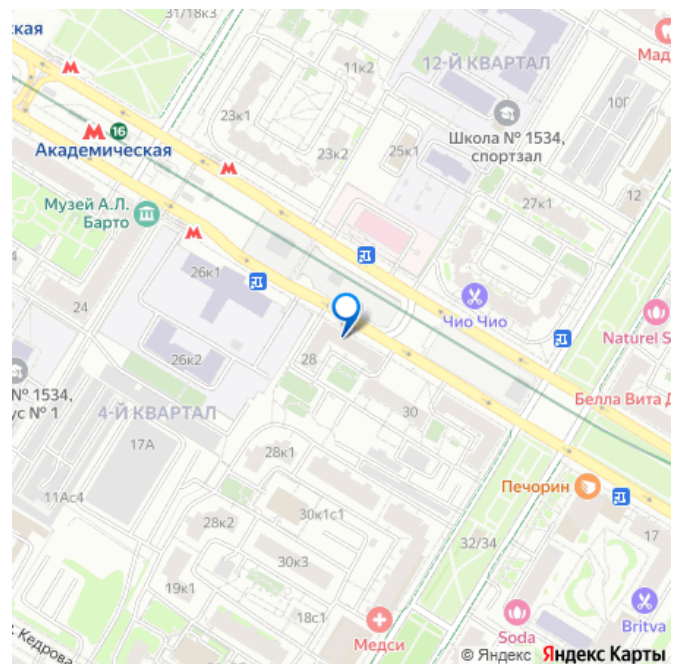 31/18к3
ская
Мад
11к2
12-Й КВАРТАЛ
10Г
23к1
16
Академическая
23к2
25к1
Школа № 1534,
спортзал
Музей А.Л.
Барто
27к1
12
26к1
24
Чио Чио
Naturel S
26к2
28
№ 1534,
ус № 1
4-Й КВАРТАЛ
30
Белла Вита Д
17А
28к1
Печорин
11Ас4
30к1с1
28к2
32/34
17
30к3
19к1
18с1
Медси
Soda
Britva
. Кедрова
© Яндекс Яндекс Карты